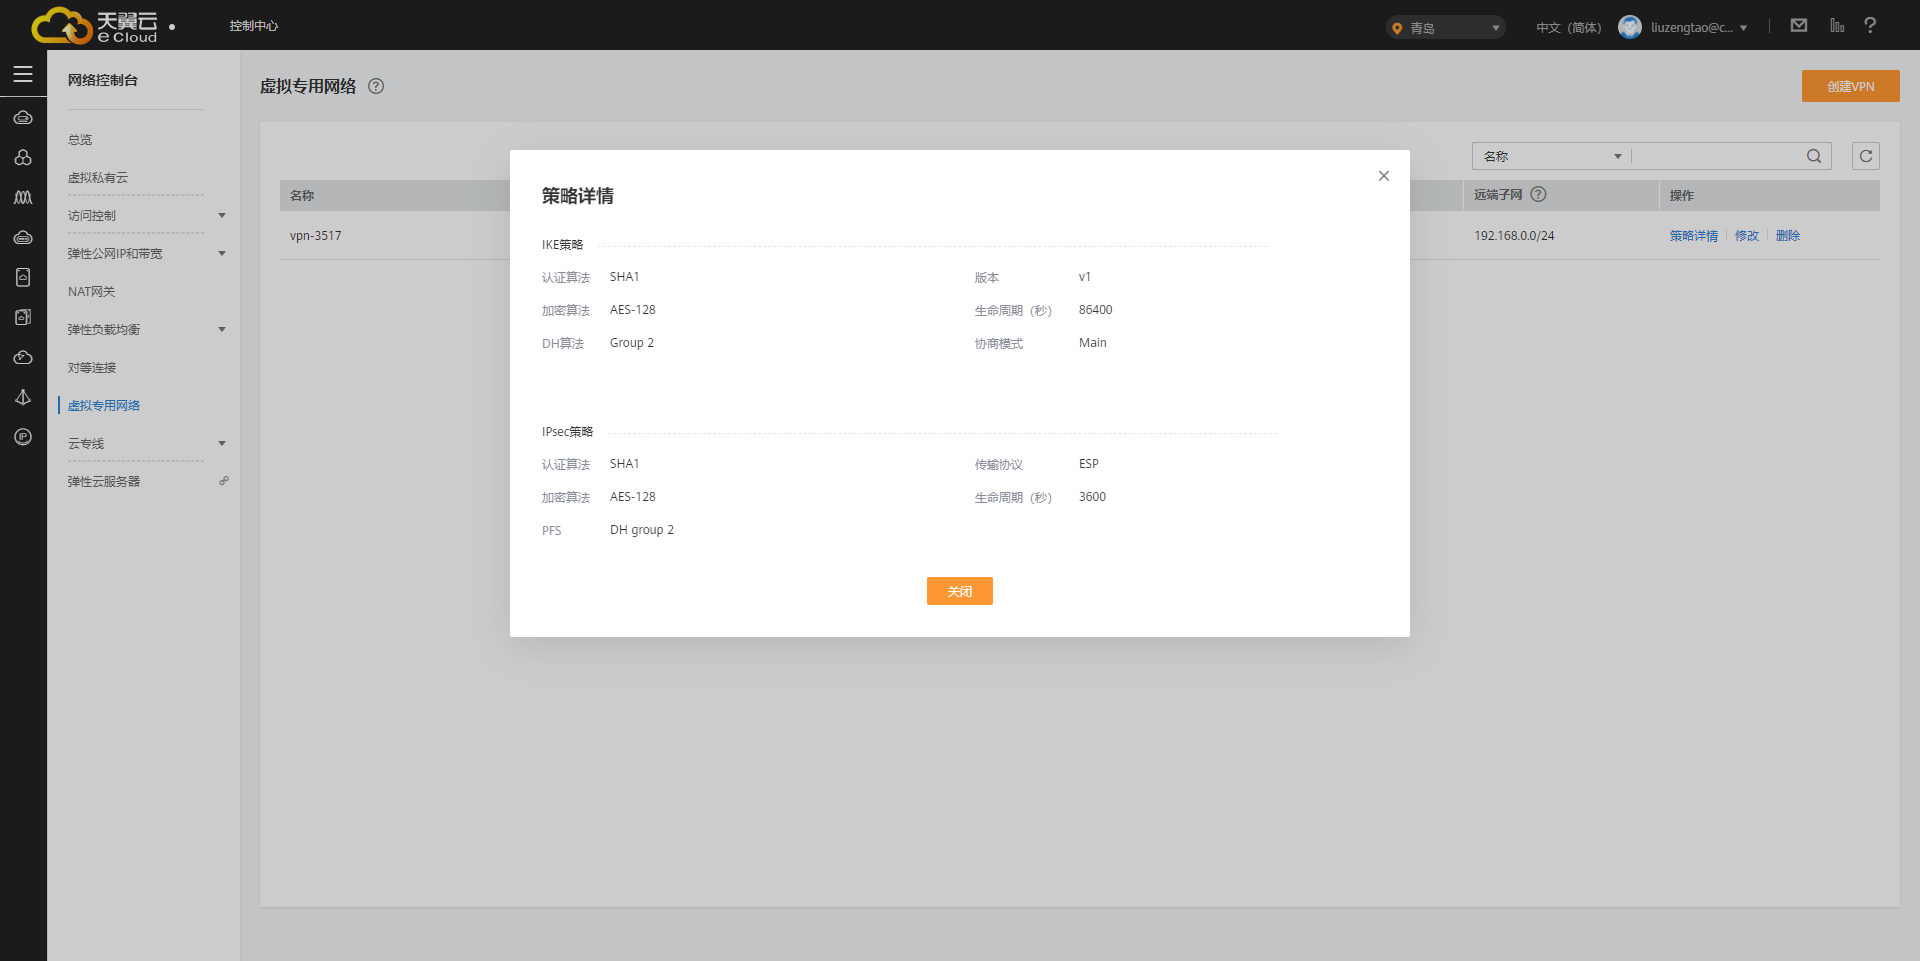 天翼云
e Cloud
控制中心
青岛
中文 (简体)
liuzengtao@c...
网络控制台
总览
虚拟私有云
访问控制
弹性公网IP和带宽
NAT网关
弹性负载均衡
对等连接
虚拟专用网络
云专线
弹性云服务器
IP
虚拟专用网络
创建VPN
名称
名称
远端子网
操作
vpn-3517
192.168.0.0/24
策略详情
修改
删除
策略详情
IKE策略
认证算法 SHA1 版本 v1
加密算法 AES-128 生命周期 (秒) 86400
DH算法 Group 2 协商模式 Main
IPsec策略
认证算法 SHA1 传输协议 ESP
加密算法 AES-128 生命周期 (秒) 3600
PFS DH group 2
关闭